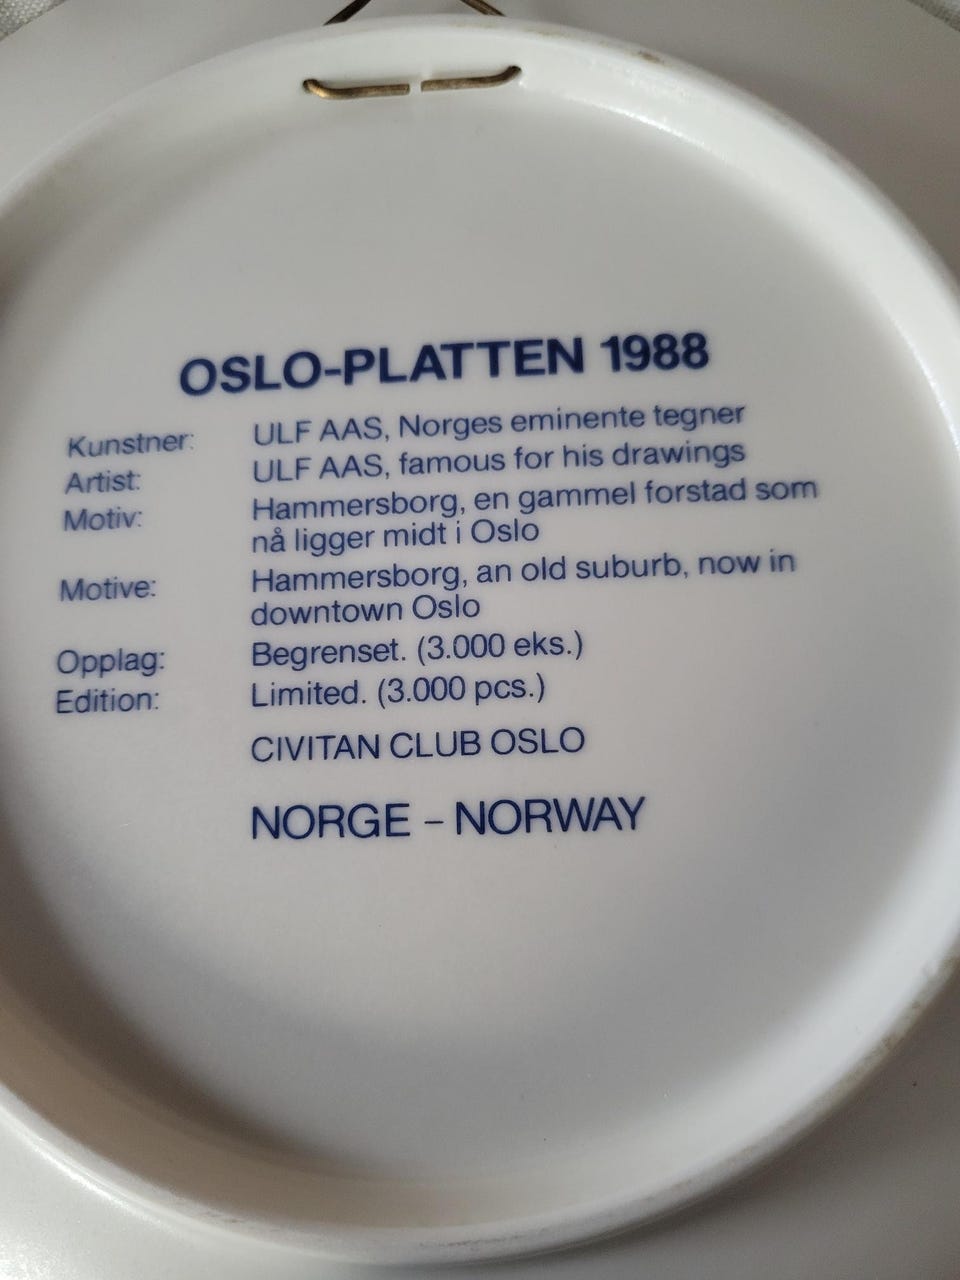 OSLO-PLATTEN 1988
Kunstner: ULF AAS, Norges eminente tegner
Artist: ULF AAS, famous for his drawings
Motiv: Hammersborg, en gammel forstad som
nå ligger midt i Oslo
Motive: Hammersborg, an old suburb, now in
downtown Oslo
Opplag: Begrenset. (3.000 eks.)
Edition: Limited. (3.000 pcs.)
CIVITAN CLUB OSLO
NORGE – NORWAY